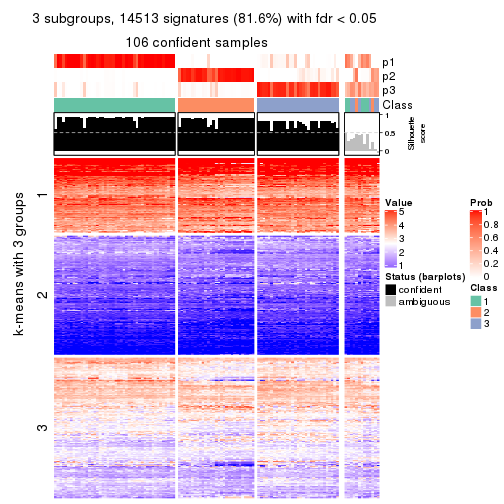 3 subgroups, 14513 signatures (81.6%) with fdr < 0.05
106 confident samples
p1
p2
p3
Class
1
0.5
0
Silhouette
score
k-means with 3 groups
1
2
3
Value
5
4
3
2
1
Status (barplots)
confident
ambiguous
Prob
1
0.8
0.6
0.4
0.2
0
Class
1
2
3